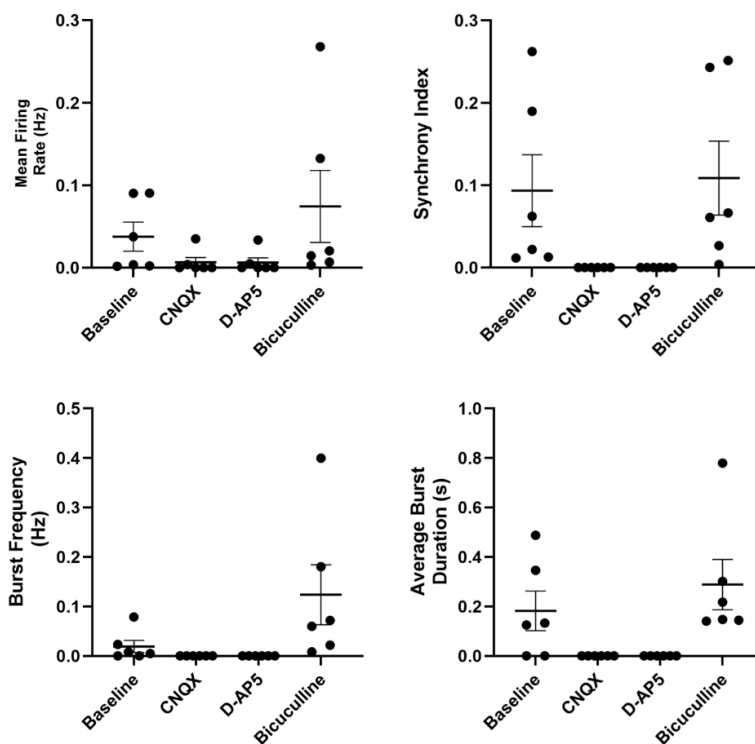 Mean Firing
Rate (Hz)
0.3
0.2
0.1
0.0
Baseline
CNQX
D-AP5
Bicuculline
Synchrony Index
0.3
0.2
0.1
0.0
Baseline
CNQX
D-AP5
Bicuculline
Burst Frequency
(Hz)
0.5
0.4
0.3
0.2
0.1
0.0
Baseline
CNQX
D-AP5
Bicuculline
Average Burst
Duration (s)
1.0
0.8
0.6
0.4
0.2
0.0
Baseline
CNQX
D-AP5
Bicuculline